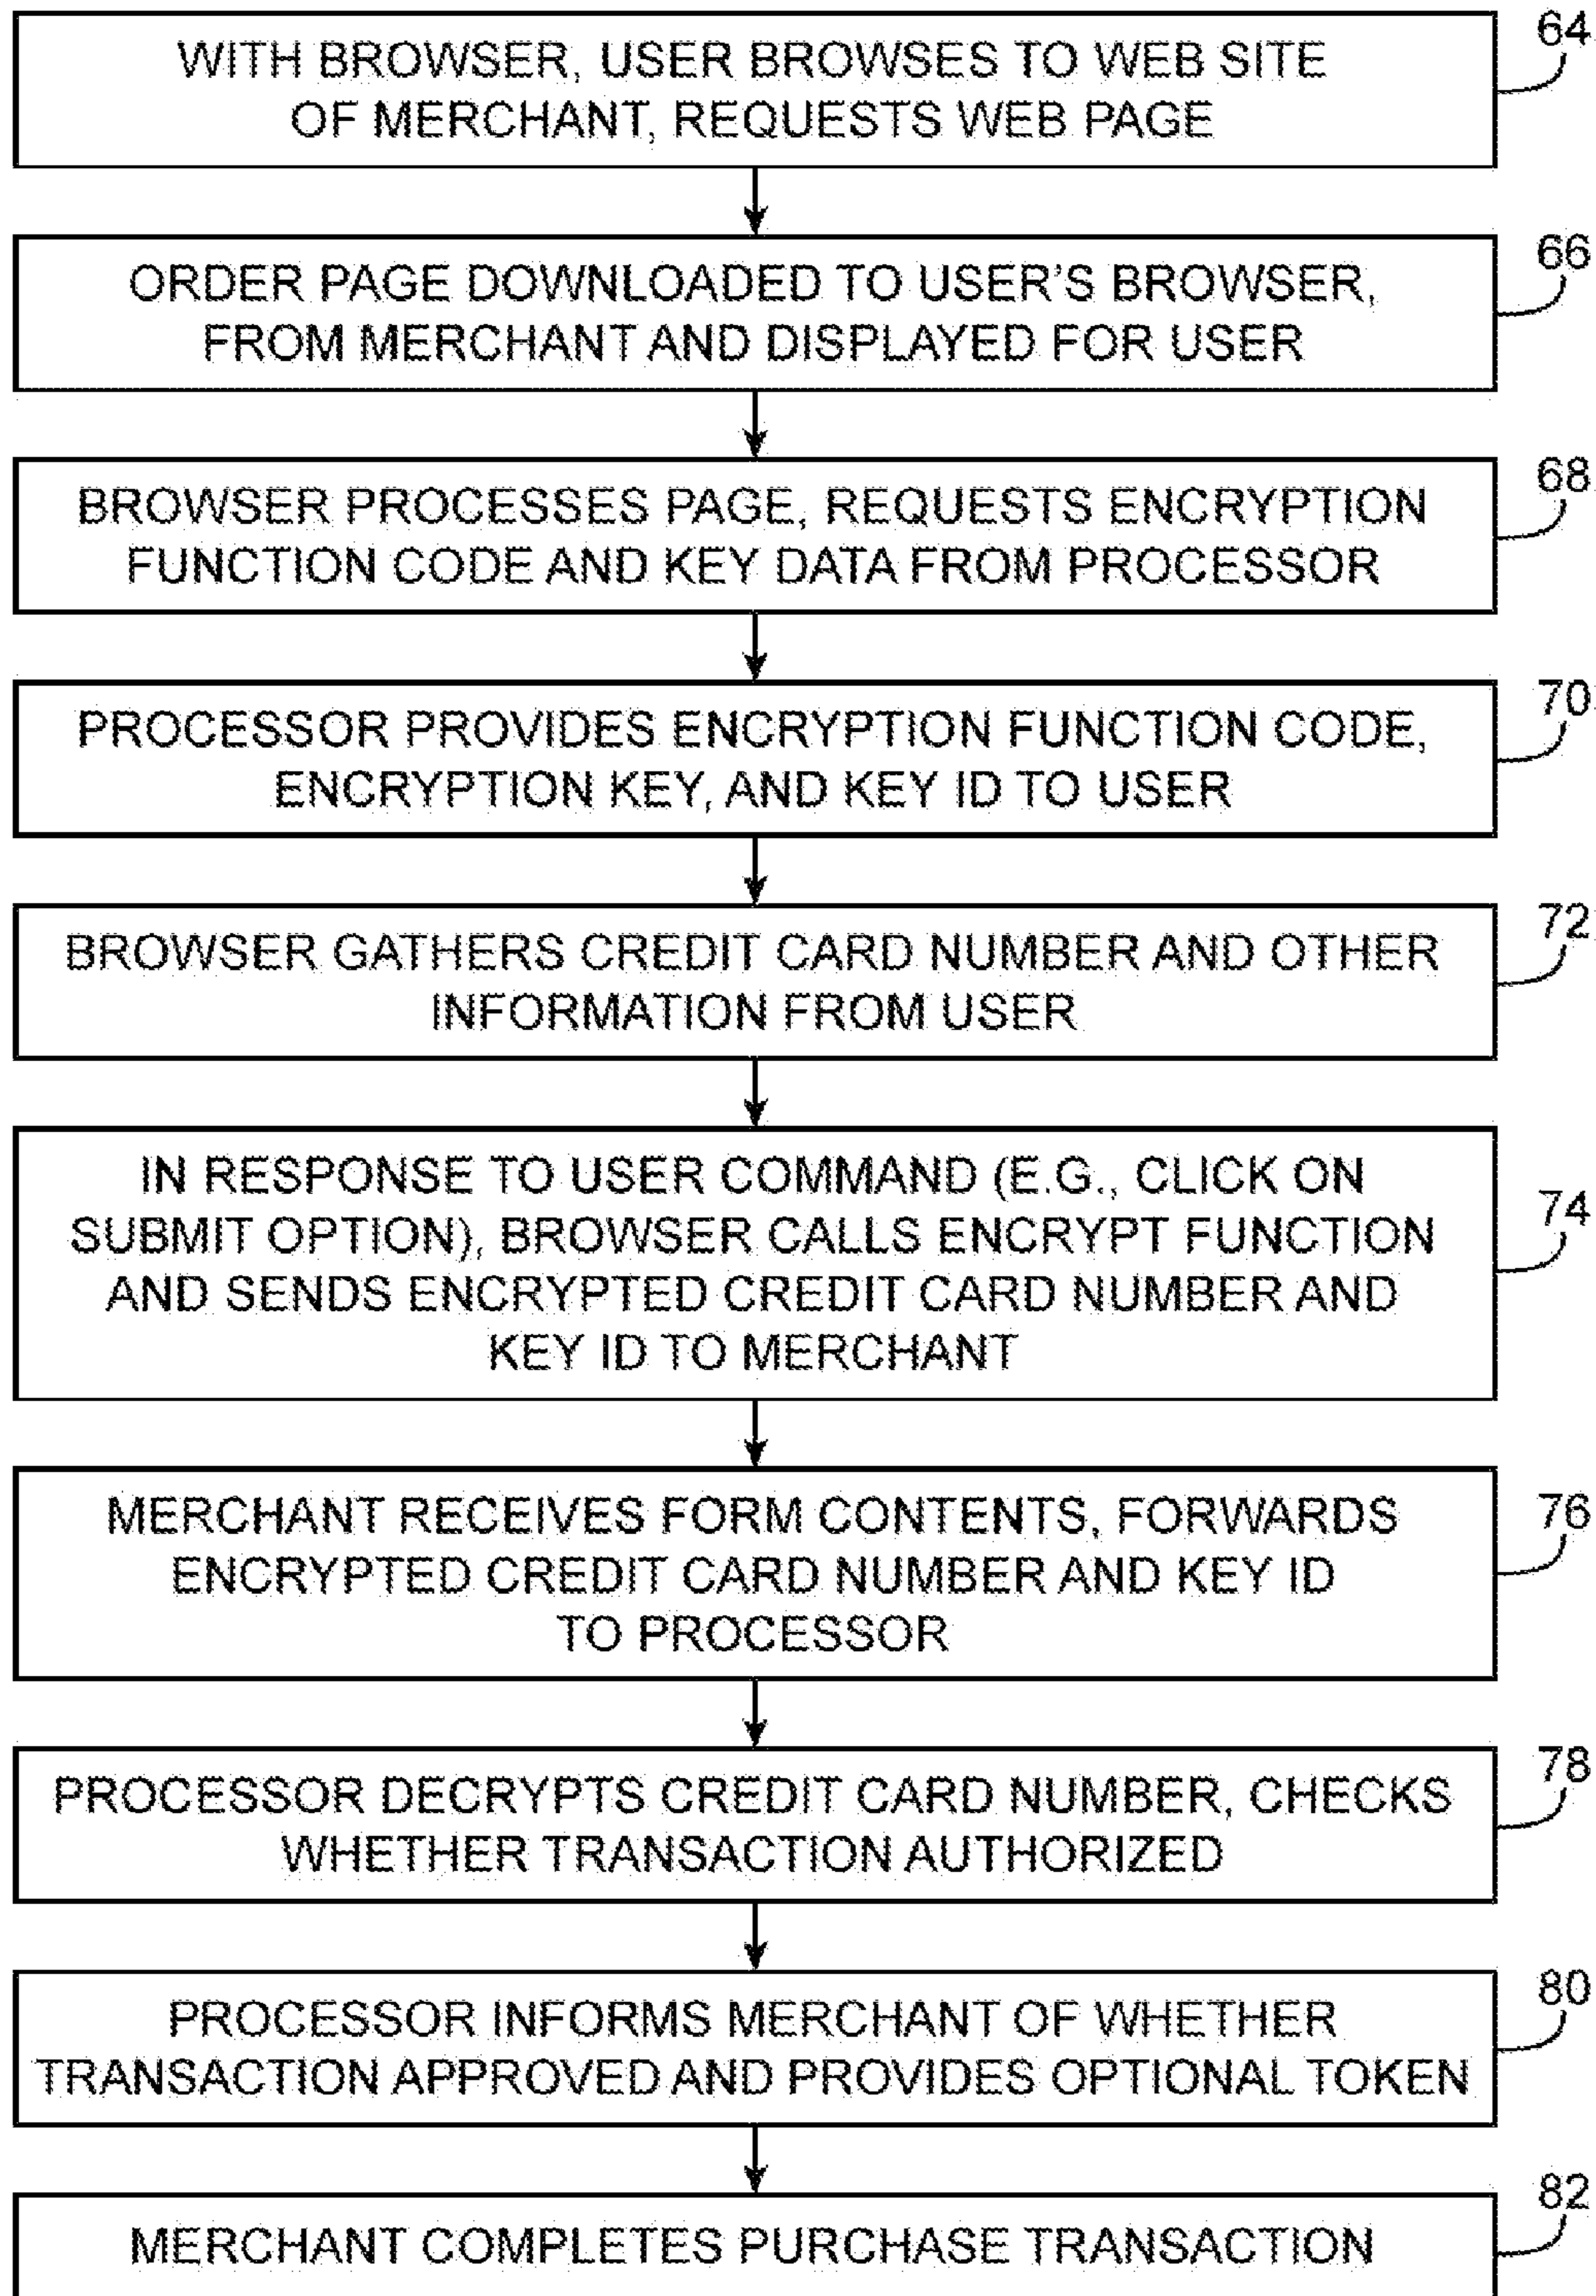 WITH BROWSER, USER BROWSES TO WEB SITE
OF MERCHANT, REQUESTS WEB PAGE
64
ORDER PAGE DOWNLOADED TO USER'S BROWSER,
FROM MERCHANT AND DISPLAYED FOR USER
66
BROWSER PROCESSES PAGE, REQUESTS ENCRYPTION
FUNCTION CODE AND KEY DATA FROM PROCESSOR
68
PROCESSOR PROVIDES ENCRYPTION FUNCTION CODE,
ENCRYPTION KEY, AND KEY ID TO USER
70
BROWSER GATHERS CREDIT CARD NUMBER AND OTHER
INFORMATION FROM USER
72
IN RESPONSE TO USER COMMAND (E.G., CLICK ON
SUBMIT OPTION), BROWSER CALLS ENCRYPT FUNCTION
AND SENDS ENCRYPTED CREDIT CARD NUMBER AND
KEY ID TO MERCHANT
74
MERCHANT RECEIVES FORM CONTENTS, FORWARDS
ENCRYPTED CREDIT CARD NUMBER AND KEY ID
TO PROCESSOR
76
PROCESSOR DECRYPTS CREDIT CARD NUMBER, CHECKS
WHETHER TRANSACTION AUTHORIZED
78
PROCESSOR INFORMS MERCHANT OF WHETHER
TRANSACTION APPROVED AND PROVIDES OPTIONAL TOKEN
80
MERCHANT COMPLETES PURCHASE TRANSACTION
82